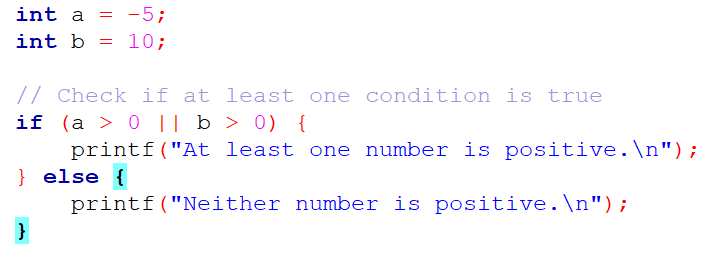 int a = -5;
int b = 10;

// Check if at least one condition is true
if (a > 0 || b > 0) {
    printf("At least one number is positive.\n");
} else {
    printf("Neither number is positive.\n");
}